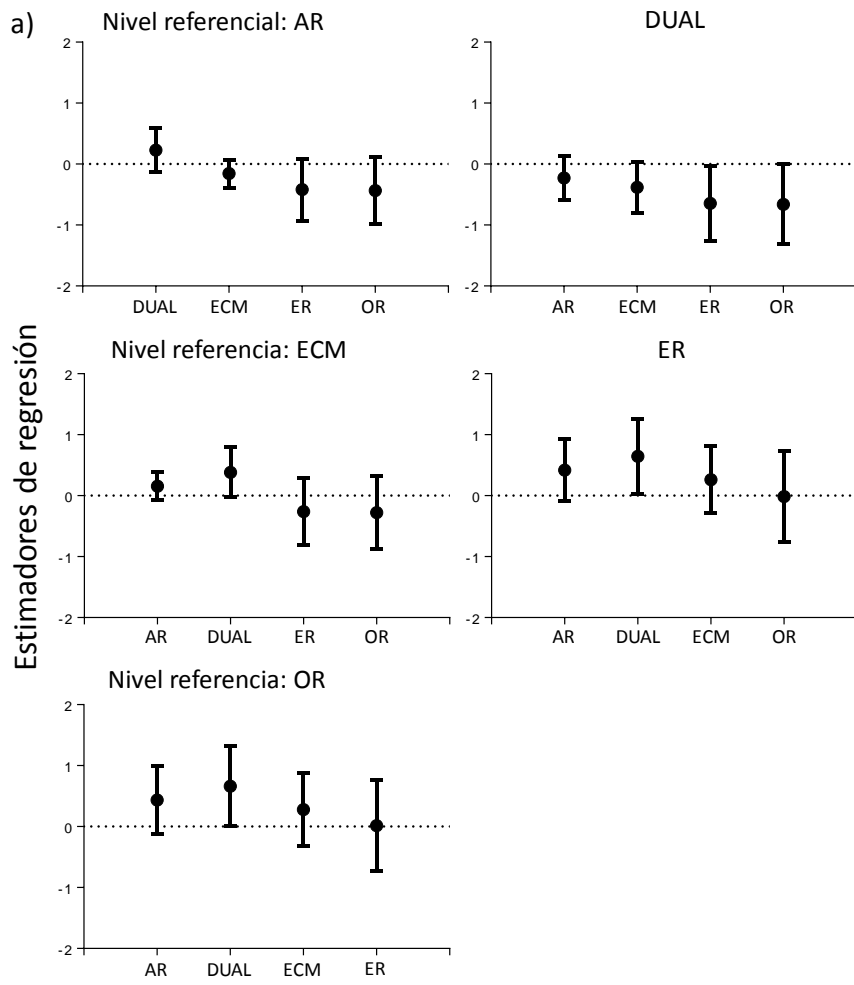 a)
Nivel referencial: AR
2
1
0
-1
-2
DUAL ECM ER OR
DUAL
2
1
0
-1
-2
AR ECM ER OR
Estimadores de regresión
Nivel referencia: ECM
2
1
0
-1
-2
AR DUAL ER OR
ER
2
1
0
-1
-2
AR DUAL ECM OR
Nivel referencia: OR
2
1
0
-1
-2
AR DUAL ECM ER